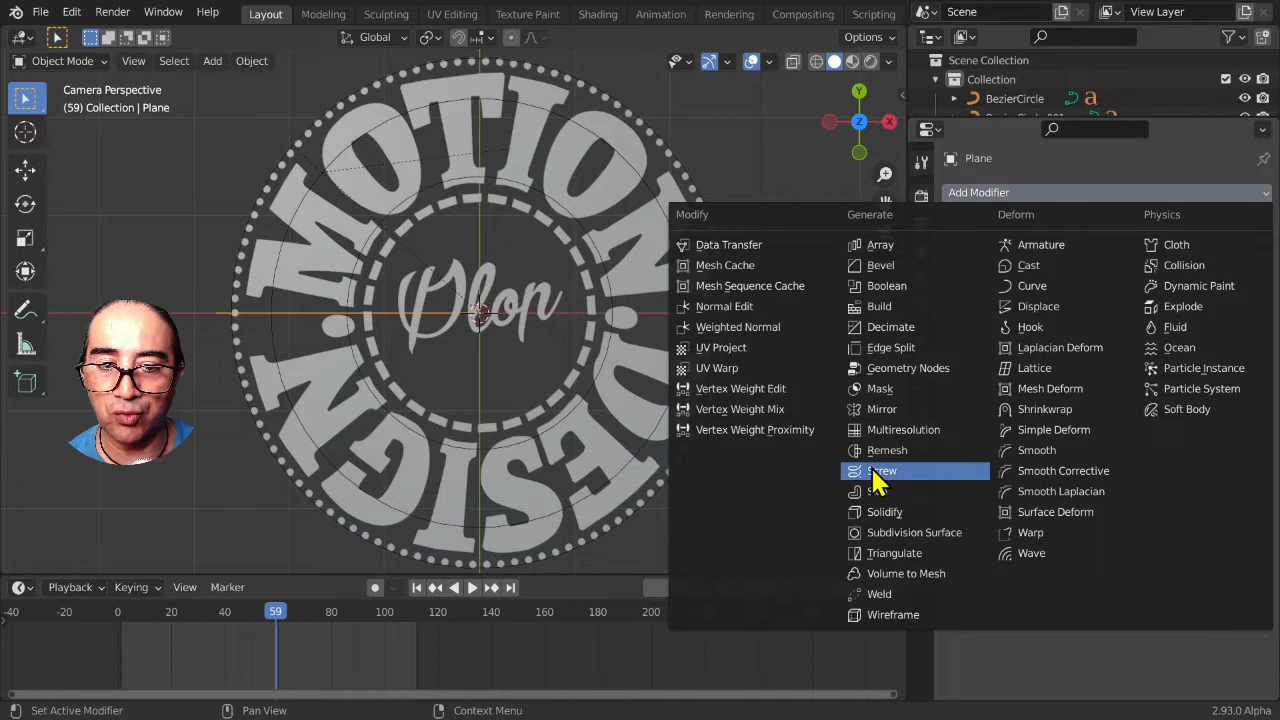 File Edit Render Window Help Layout Modeling Sculpting UV Editing Texture Paint Shading Animation Rendering Compositing Scripting Scene View Layer
Global Options
Object Mode View Select Add Object
Camera Perspective
(59) Collection | Plane
Y
Z X
Scene Collection
Collection
BezierCircle
Plane
Add Modifier
Modify Generate Deform Physics
Data Transfer Array Armature Cloth
Mesh Cache Bevel Cast Collision
Mesh Sequence Cache Boolean Curve Dynamic Paint
Normal Edit Build Displace Explode
Weighted Normal Decimate Hook Fluid
UV Project Edge Split Laplacian Deform Ocean
UV Warp Geometry Nodes Lattice Particle Instance
Vertex Weight Edit Mask Mesh Deform Particle System
Vertex Weight Mix Mirror Shrinkwrap Soft Body
Vertex Weight Proximity Multiresolution Simple Deform
Remesh Smooth
Screw Smooth Corrective
Smooth Laplacian
Solidify Surface Deform
Subdivision Surface Warp
Triangulate Wave
Volume to Mesh
Weld
Wireframe
MOTION
Plop
DESIGN
Playback Keying View Marker
-40 -20 0 20 40 59 80 100 120 140 160 180 200
Set Active Modifier Pan View Context Menu 2.93.0 Alpha